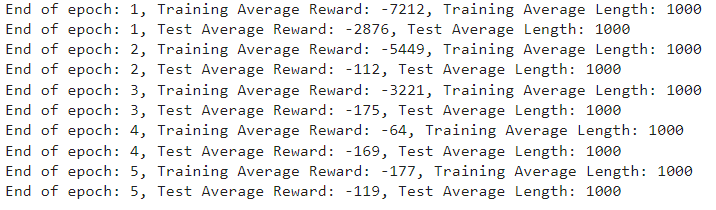 End of epoch: 1, Training Average Reward: -7212, Training Average Length: 1000
End of epoch: 1, Test Average Reward: -2876, Test Average Length: 1000
End of epoch: 2, Training Average Reward: -5449, Training Average Length: 1000
End of epoch: 2, Test Average Reward: -112, Test Average Length: 1000
End of epoch: 3, Training Average Reward: -3221, Training Average Length: 1000
End of epoch: 3, Test Average Reward: -175, Test Average Length: 1000
End of epoch: 4, Training Average Reward: -64, Training Average Length: 1000
End of epoch: 4, Test Average Reward: -169, Test Average Length: 1000
End of epoch: 5, Training Average Reward: -177, Training Average Length: 1000
End of epoch: 5, Test Average Reward: -119, Test Average Length: 1000